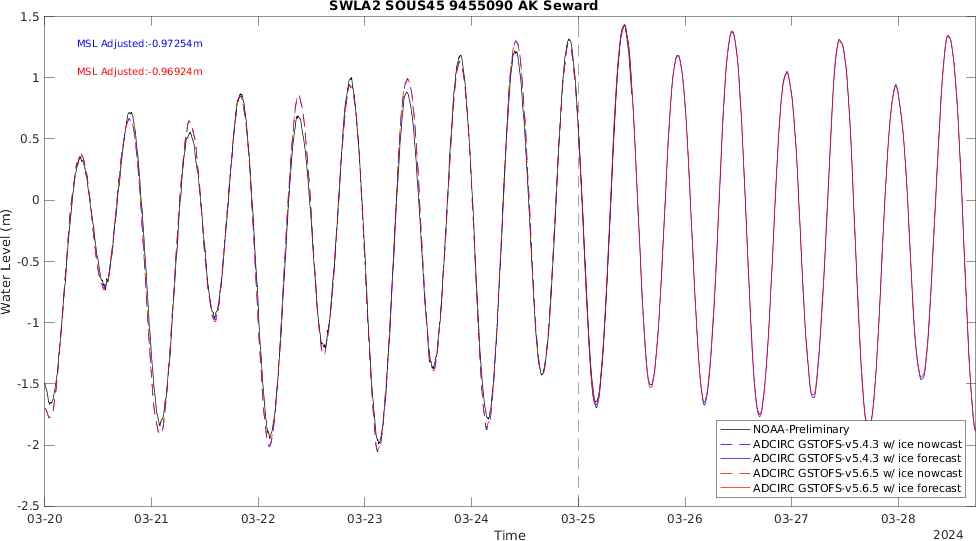 SWLA2 SOUS45 9455090 AK Seward
1.5
1
0.5
0
-0.5
-1
-1.5
-2
-2.5
Water Level (m)
MSL Adjusted:-0.97254m
MSL Adjusted:-0.96924m
NOAA-Preliminary
ADCIRC GSTOFS-v5.4.3 w/ ice nowcast
ADCIRC GSTOFS-v5.4.3 w/ ice forecast
ADCIRC GSTOFS-v5.6.5 w/ ice nowcast
ADCIRC GSTOFS-v5.6.5 w/ ice forecast
03-20 03-21 03-22 03-23 03-24 03-25 03-26 03-27 03-28
Time
2024